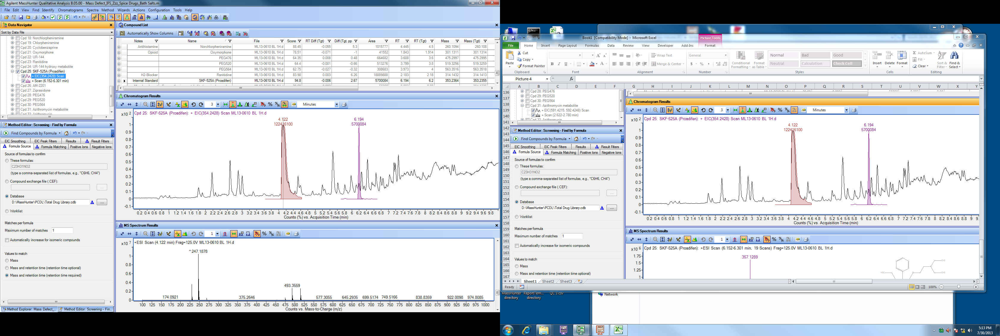 Agilent MassHunter Qualitative Analysis B.05.00 - Mass Defect_IFS_Zzz_Spice Drugs_Bath Salts.m
File Edit View Find Identify Chromatograms Spectra Method Wizards Actions Configuration Tools Help
Data Navigator
Sort by Data File
Cpd 18: Norchlorpheniramine
Cpd 19: Chlorpheniramine
Cpd 20: Cyclobenzaprine
Cpd 21: Oxymorphone
Cpd 22: UR-144
Cpd 23: Ranitidine
Cpd 24: UR-144 hydroxy metabolite
Cpd 25: SKF-525A (Proadifen)
+ EIC(354.2428) Scan
+ Scan (6.152-6.301 min)
Cpd 26: AM-2201
Cpd 27: Ziprasidone
Cpd 28: PEG476
Cpd 29: PEG520
Cpd 30: PEG564
Cpd 31: Azithromycin metabolite
Cpd 32: Azithromycin
Method Editor: Screening - Find by Formula
Find Compounds by Formula
EIC Smoothing EIC Peak Filters Results Result Filters
Formula Source Formula Matching Positive Ions Negative Ions
Source of formulas to confirm
These formulas:
C23H31NO2
(type a comma-separated list of formulas, e.g., "C6H6, CH4")
Compound exchange file (.CEF):
...
Database
D:\MassHunter\PCDL\Total Drug Library.cdb
...
Worklist
Matches per formula
Maximum number of matches 1
Automatically increase for isomeric compounds
Values to match
Mass
Mass and retention time (retention time optional)
Mass and retention time (retention time required)
Method Explorer: Mass Defect_... Method Editor: Screening - Fin...
Compound List
Automatically Show Columns
Notes Name File Score RT Diff (Tgt) Diff (Tgt, pp Area RT RT (Tgt) Mass Mass (Tgt)
Antihistamine Norchlorpheniramine ML13-0610 BL 1H.d 88.45 -0.055 5.3 1015777 4.445 4.5 260.1094 260.108
Opioid Oxymorphone ML13-0610 BL 1H.d 78.51 -0.071 -1 41552 1.843 1.914 301.1311 301.1314
PEG476 ML13-0610 BL 1H.d 64.35 0.008 0.48 664682 3.608 3.6 475.2997 475.2995
PEG520 ML13-0610 BL 1H.d 64.4 -0.001 -0.66 513276 3.799 3.8 519.3256 519.3259
PEG564 ML13-0610 BL 1H.d 62.75 -0.027 -0.32 308683 3.973 4 563.3516 563.3518
H2-Blocker Ranitidine ML13-0610 BL 1H.d 83.98 0.003 6.26 18889888 2.183 2.18 314.1432 314.1413
Internal Standard SKF-525A (Proadifen) ML13-0610 BL 1H.d 94.8 -0.006 2.67 5700084 6.194 6.2 353.2364 353.2355
Chromatogram Results
3 Minutes
x10 2 Cpd 25: SKF-525A (Proadifen): + EIC(354.2428) Scan ML13-0610 BL 1H.d
4.122 6.194
122416100 5700084
1
0.9
0.8
0.7
0.6
0.5
0.4
0.3
0.2
0.1
0
-0.1
0.2 0.4 0.6 0.8 1 1.2 1.4 1.6 1.8 2 2.2 2.4 2.6 2.8 3 3.2 3.4 3.6 3.8 4 4.2 4.4 4.6 4.8 5 5.2 5.4 5.6 5.8 6 6.2 6.4 6.6 6.8 7 7.2 7.4 7.6 7.8 8 8.2 8.4 8.6 8.8 9 9.2 9.4 9.6 9.8
Counts (%) vs. Acquisition Time (min)
MS Spectrum Results
1
x10 7 +ESI Scan (4.122 min) Frag=125.0V ML13-0610 BL 1H.d
* 247.1878
1
0.8
0.6
0.4
0.2
0
493.3559
174.0921 375.2646 577.3055 645.2935 699.5174 749.5166 838.8359 922.0098 974.8085
100 125 150 175 200 225 250 275 300 325 350 375 400 425 450 475 500 525 550 575 600 625 650 675 700 725 750 775 800 825 850 875 900 925 950 975 1000
Counts vs. Mass-to-Charge (m/z)
Book1 [Compatibility Mode] - Microsoft Excel
Picture Tools
File Home Insert Page Layout Formulas Data Review View Developer Add-Ins Format
Paste
Cut
Copy
Format Painter
Clipboard
B I U
Font
Wrap Text
Merge & Center
Alignment
General
$ % ,
Number
Conditional Formatting
Format as Table
Normal Bad Good
Neutral Calculation Check Cell
Styles
Insert Delete Format
Cells
AutoSum
Fill
Clear
Sort & Filter
Find & Select
Editing
Picture 4 fx
A B C D E F G H I J K L M N O P Q R S T U V W X Y
136
137
138
139
140
141
142
143
144
145
146
147
148
149
150
151
152
153
154
155
156
157
158
159
160
161
162
163
164
165
166
167
Cpd 28: PEG476
Cpd 29: PEG520
Cpd 30: PEG564
Cpd 31: Azithromycin metabolite
+ EIC(591.4215, 592.4248) Scan
+ Scan (2.622-2.780 min)
Method Editor: Screening - Find by Formula
Find Compounds by Formula
EIC Smoothing EIC Peak Filters Results Result Filters
Formula Source Formula Matching Positive Ions Negative Ions
Source of formulas to confirm
These formulas:
C23H31NO2
(type a comma-separated list of formulas, e.g., "C6H6, CH4")
Compound exchange file (.CEF):
...
Database
D:\MassHunter\PCDL\Total Drug Library.cdb
...
Worklist
Matches per formula
Maximum number of matches 1
Automatically increase for isomeric compounds
Values to match
Mass
Mass and retention time (retention time optional)
Chromatogram Results
3 Minutes
x10 2 Cpd 25: SKF-525A (Proadifen): + EIC(354.2428) Scan ML13-0610 BL 1H.d
4.122 6.194
122416100 5700084
1
0.9
0.8
0.7
0.6
0.5
0.4
0.3
0.2
0.1
0
-0.1
0.2 0.4 0.6 0.8 1 1.2 1.4 1.6 1.8 2 2.2 2.4 2.6 2.8 3 3.2 3.4 3.6 3.8 4 4.2 4.4 4.6 4.8 5 5.2 5.4 5.6 5.8 6 6.2 6.4 6.6 6.8 7 7.2 7.4 7.6 7.8 8 8.2 8.4 8.6 8.8 9
Counts (%) vs. Acquisition Time (min)
MS Spectrum Results
1
x10 6 Cpd 25: SKF-525A (Proadifen): +ESI Scan (6.152-6.301 min, 19 Scans) Frag=125.0V ML13-0610 BL 1H.d
357.1289
1.75
1.5
1.25
1
Sheet1 Sheet2 Sheet3
Ready 100%
MassHunter directory
ReportTem... directory
QC 3.csv
Network
5:13 PM
7/30/2013